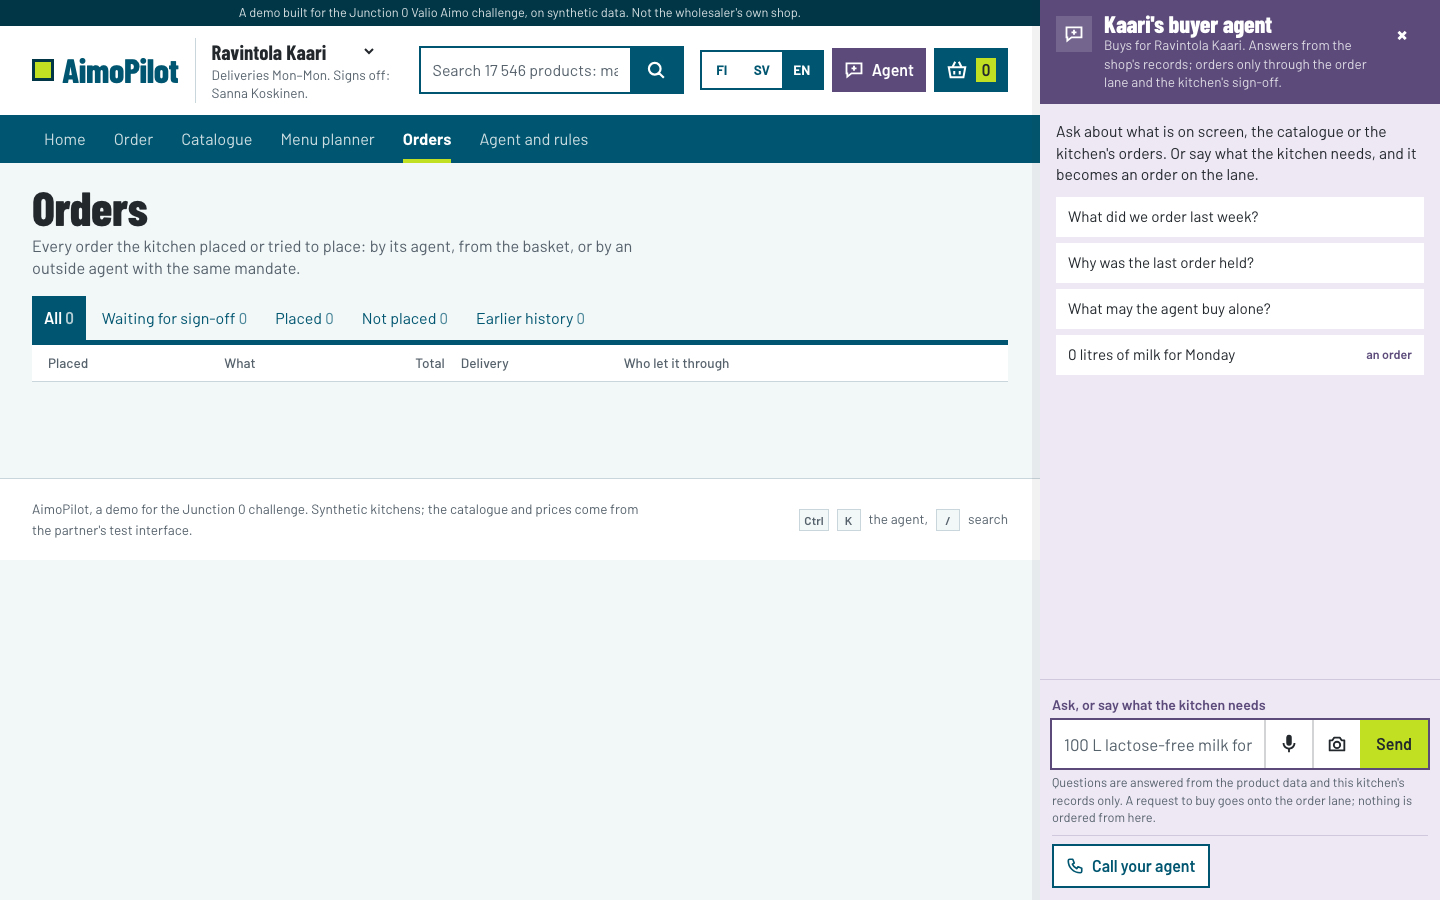 A demo built for the Junction 0 Valio Aimo challenge, on synthetic data. Not the wholesaler's own shop.
AimoPilot
Ravintola Kaari
Deliveries Mon–Mon. Signs off:
Sanna Koskinen.
Search 17 546 products: ma
FI
SV
EN
Agent
0
Home
Order
Catalogue
Menu planner
Orders
Agent and rules
Orders
Every order the kitchen placed or tried to place: by its agent, from the basket, or by an
outside agent with the same mandate.
All 0
Waiting for sign-off 0
Placed 0
Not placed 0
Earlier history 0
Placed
What
Total
Delivery
Who let it through
AimoPilot, a demo for the Junction 0 challenge. Synthetic kitchens; the catalogue and prices come from
the partner's test interface.
Ctrl K the agent, / search
Kaari's buyer agent
Buys for Ravintola Kaari. Answers from the
shop's records; orders only through the order
lane and the kitchen's sign-off.
Ask about what is on screen, the catalogue or the
kitchen's orders. Or say what the kitchen needs, and it
becomes an order on the lane.
What did we order last week?
Why was the last order held?
What may the agent buy alone?
0 litres of milk for Monday
an order
Ask, or say what the kitchen needs
100 L lactose-free milk for
Send
Questions are answered from the product data and this kitchen's
records only. A request to buy goes onto the order lane; nothing is
ordered from here.
Call your agent